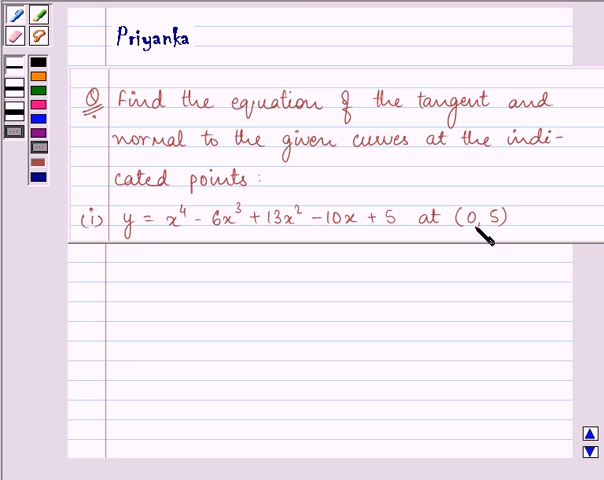 Priyanka
Q. Find the equation of the tangent and
normal to the given curves at the indi-
cated points :
(i) y = x⁴ - 6x³ + 13x² - 10x + 5 at (0, 5)